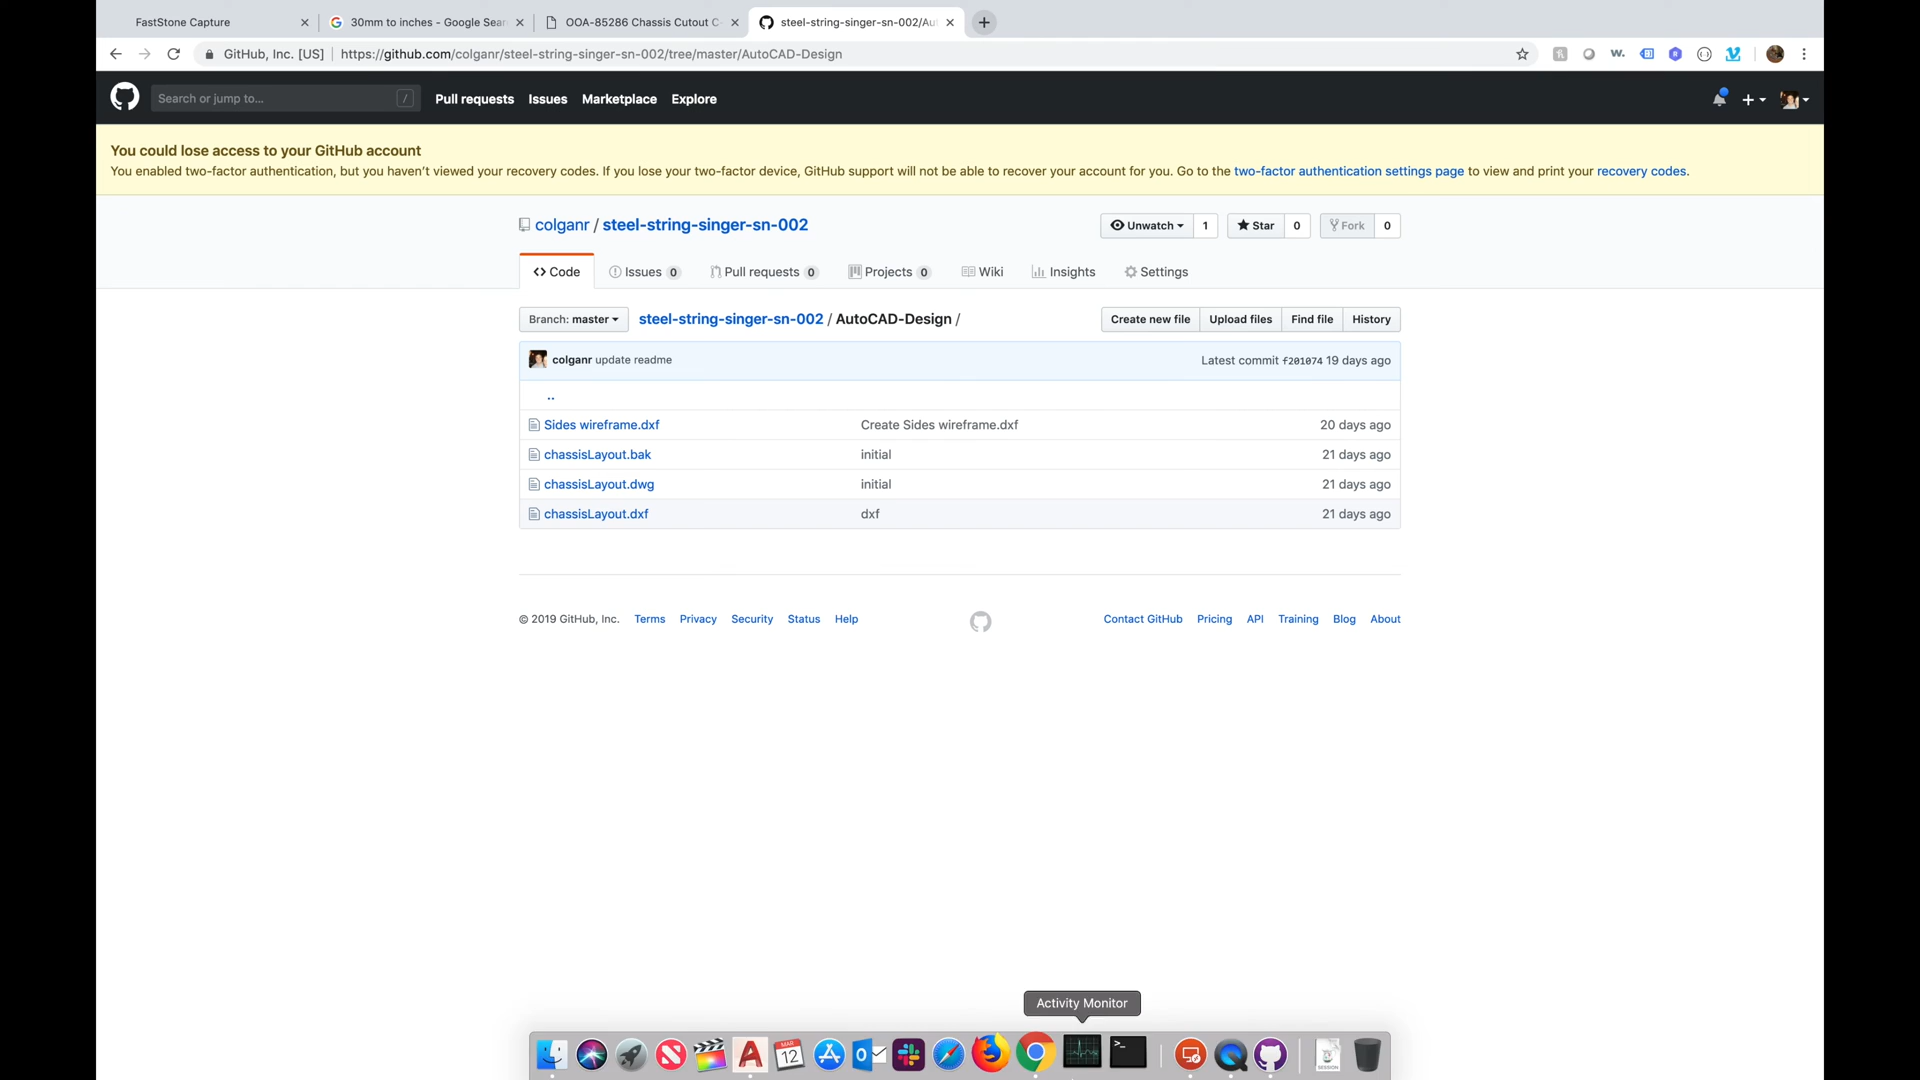 FastStone Capture
30mm to inches - Google Sear
OOA-85286 Chassis Cutout C-
steel-string-singer-sn-002/Au
GitHub, Inc. [US] https://github.com/colganr/steel-string-singer-sn-002/tree/master/AutoCAD-Design
Search or jump to... /
Pull requests Issues Marketplace Explore
You could lose access to your GitHub account
You enabled two-factor authentication, but you haven't viewed your recovery codes. If you lose your two-factor device, GitHub support will not be able to recover your account for you. Go to the two-factor authentication settings page to view and print your recovery codes.
colganr / steel-string-singer-sn-002
Unwatch 1 Star 0 Fork 0
Code Issues 0 Pull requests 0 Projects 0 Wiki Insights Settings
Branch: master steel-string-singer-sn-002 / AutoCAD-Design /
Create new file Upload files Find file History
colganr update readme Latest commit f201074 19 days ago
..
Sides wireframe.dxf Create Sides wireframe.dxf 20 days ago
chassisLayout.bak initial 21 days ago
chassisLayout.dwg initial 21 days ago
chassisLayout.dxf dxf 21 days ago
© 2019 GitHub, Inc. Terms Privacy Security Status Help
Contact GitHub Pricing API Training Blog About
Activity Monitor
MAR
12
SESSION